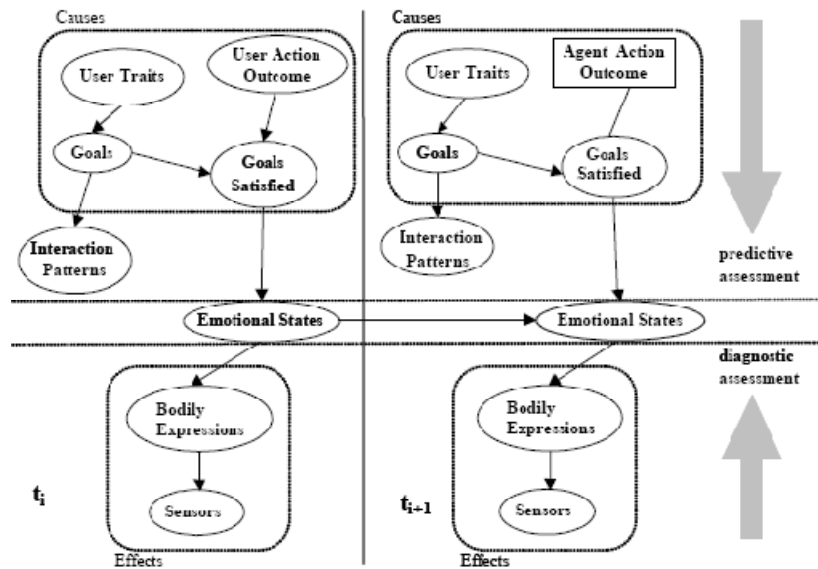 Causes
User Traits
User Action
Outcome
Goals
Goals
Satisfied
Interaction
Patterns
Causes
User Traits
Agent Action
Outcome
Goals
Goals
Satisfied
Interaction
Patterns
predictive
assessment
Emotional States
Emotional States
diagnostic
assessment
Bodily
Expressions
Sensors
t_i
Effects
Bodily
Expressions
Sensors
t_{i+1}
Effects